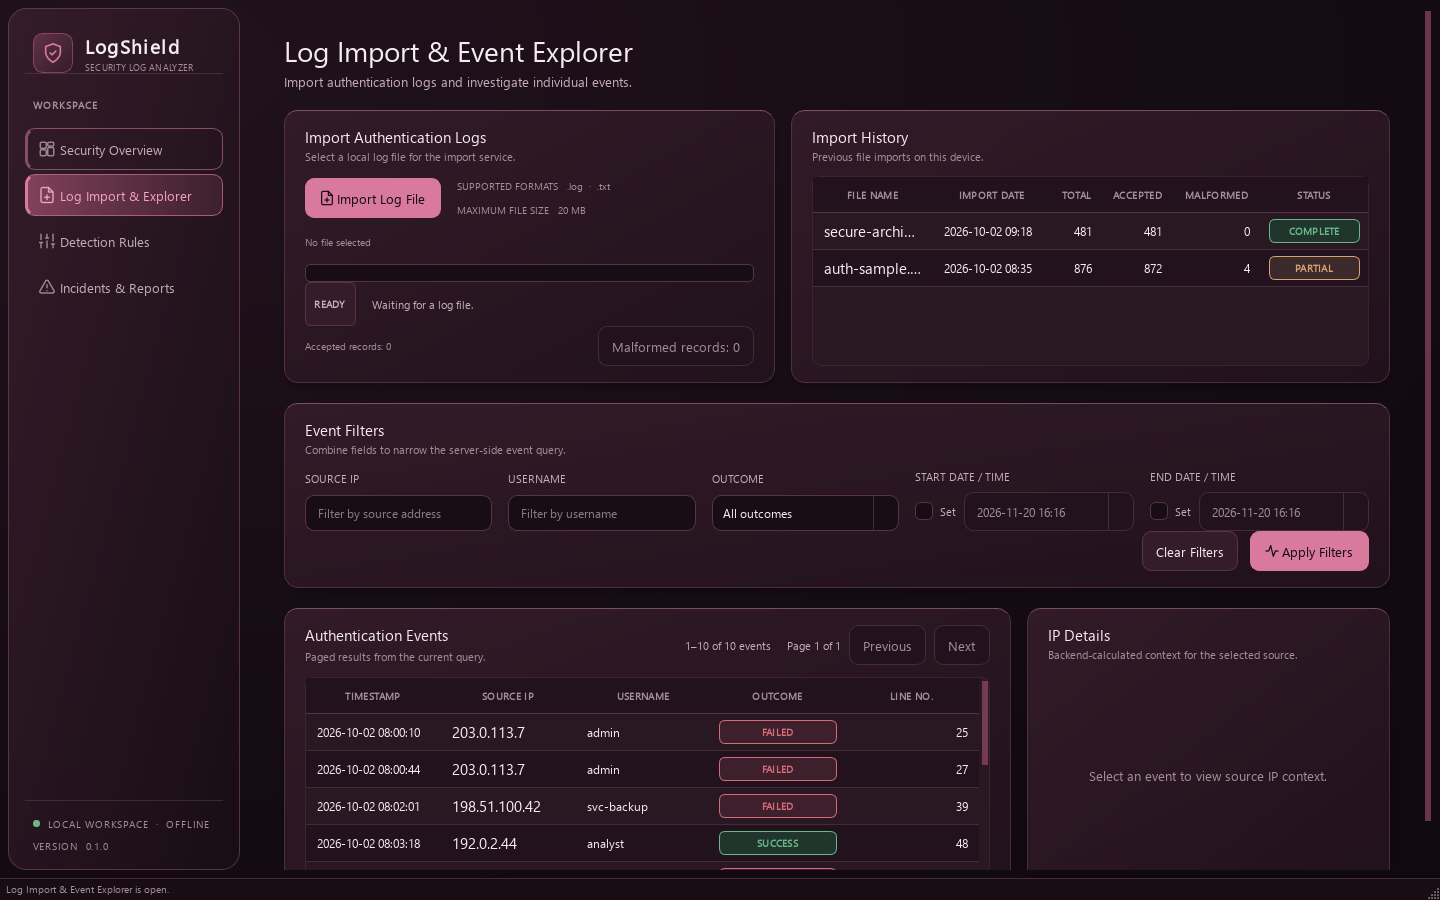 LogShield
SECURITY LOG ANALYZER
WORKSPACE
Security Overview
Log Import & Explorer
Detection Rules
Incidents & Reports
LOCAL WORKSPACE · OFFLINE
VERSION 0.1.0
Log Import & Event Explorer
Import authentication logs and investigate individual events.
Import Authentication Logs
Select a local log file for the import service.
Import Log File
SUPPORTED FORMATS .log · .txt
MAXIMUM FILE SIZE 20 MB
No file selected
READY
Waiting for a log file.
Accepted records: 0
Malformed records: 0
Import History
Previous file imports on this device.
FILE NAME IMPORT DATE TOTAL ACCEPTED MALFORMED STATUS
secure-archi... 2026-10-02 09:18 481 481 0 COMPLETE
auth-sample.... 2026-10-02 08:35 876 872 4 PARTIAL
Event Filters
Combine fields to narrow the server-side event query.
SOURCE IP USERNAME OUTCOME START DATE / TIME END DATE / TIME
Filter by source address Filter by username All outcomes Set 2026-11-20 16:16 Set 2026-11-20 16:16
Clear Filters Apply Filters
Authentication Events
Paged results from the current query.
1–10 of 10 events Page 1 of 1 Previous Next
TIMESTAMP SOURCE IP USERNAME OUTCOME LINE NO.
2026-10-02 08:00:10 203.0.113.7 admin FAILED 25
2026-10-02 08:00:44 203.0.113.7 admin FAILED 27
2026-10-02 08:02:01 198.51.100.42 svc-backup FAILED 39
2026-10-02 08:03:18 192.0.2.44 analyst SUCCESS 48
IP Details
Backend-calculated context for the selected source.
Select an event to view source IP context.
Log Import & Event Explorer is open.